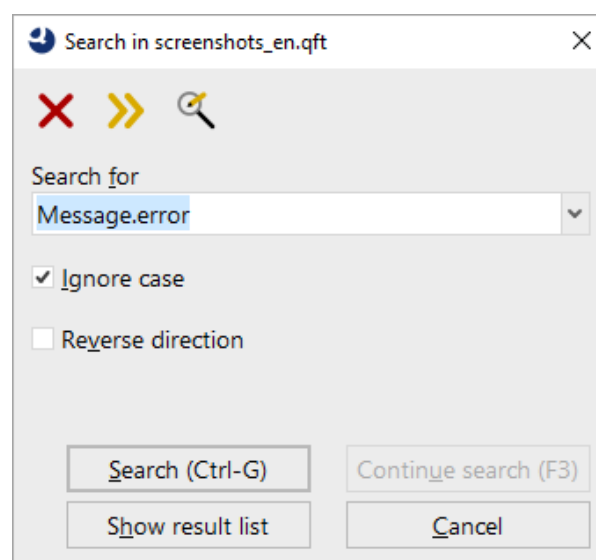 Search in screenshots_en.qft
Search for
Message.error
Ignore case
Reverse direction
Search (Ctrl-G)
Continue search (F3)
Show result list
Cancel